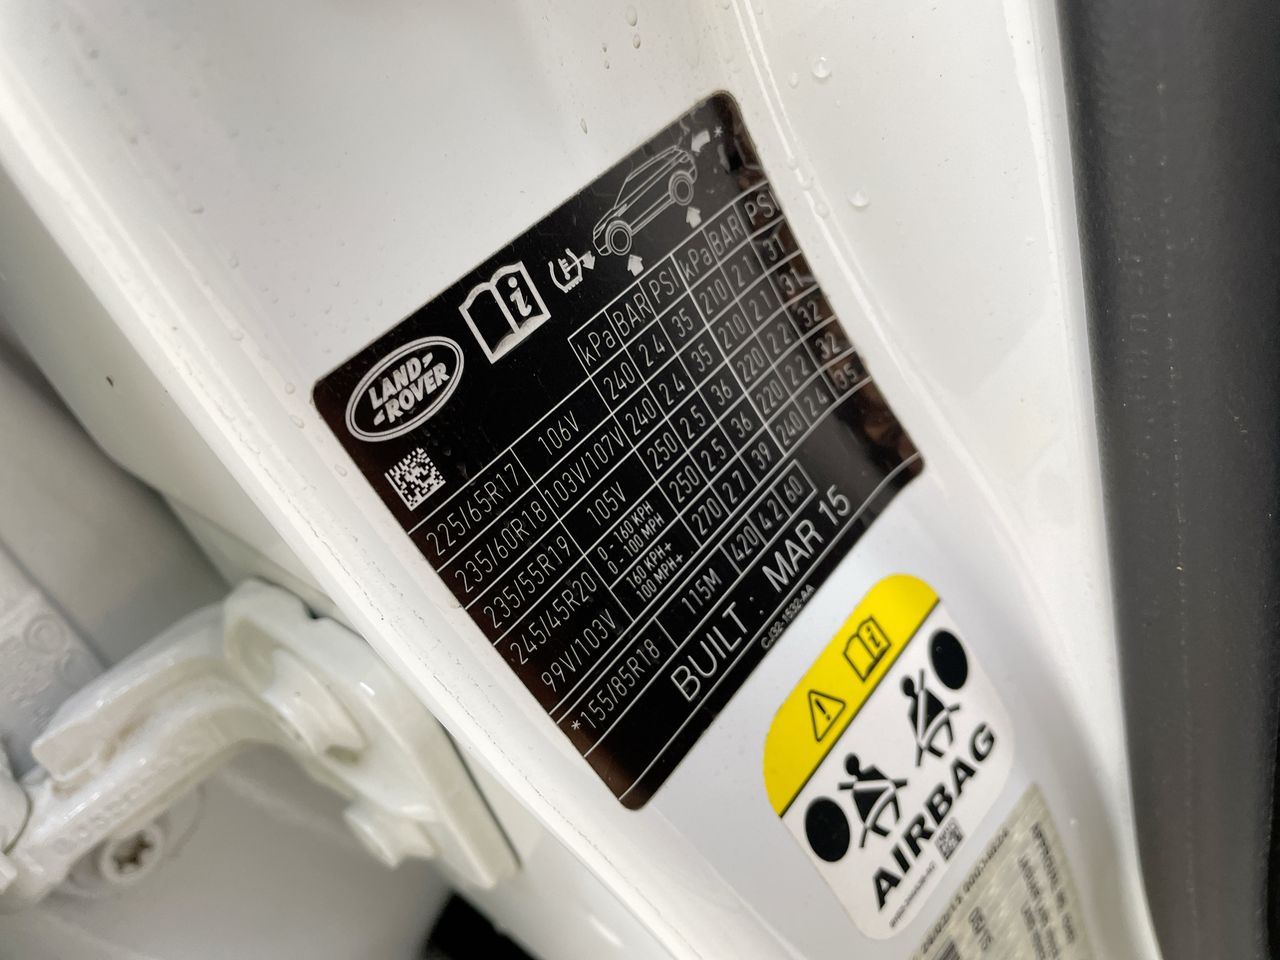 LAND-
-ROVER
kPa BAR PSI kPa BAR PSI
225/65R17 106V 240 2.4 35 210 2.1 31
235/60R18 103V/107V 240 2.4 35 210 2.1 31
235/55R19 105V 250 2.5 36 220 2.2 32
245/45R20 0 - 160 KPH 250 2.5 36 220 2.2 32
0 - 100 MPH
99V/103V 160 KPH+ 270 2.7 39 240 2.4 35
100 MPH+
*155/85R18 115M 420 4.2 60
BUILT : MAR 15
CJ32-1532-AA
AIRBAG